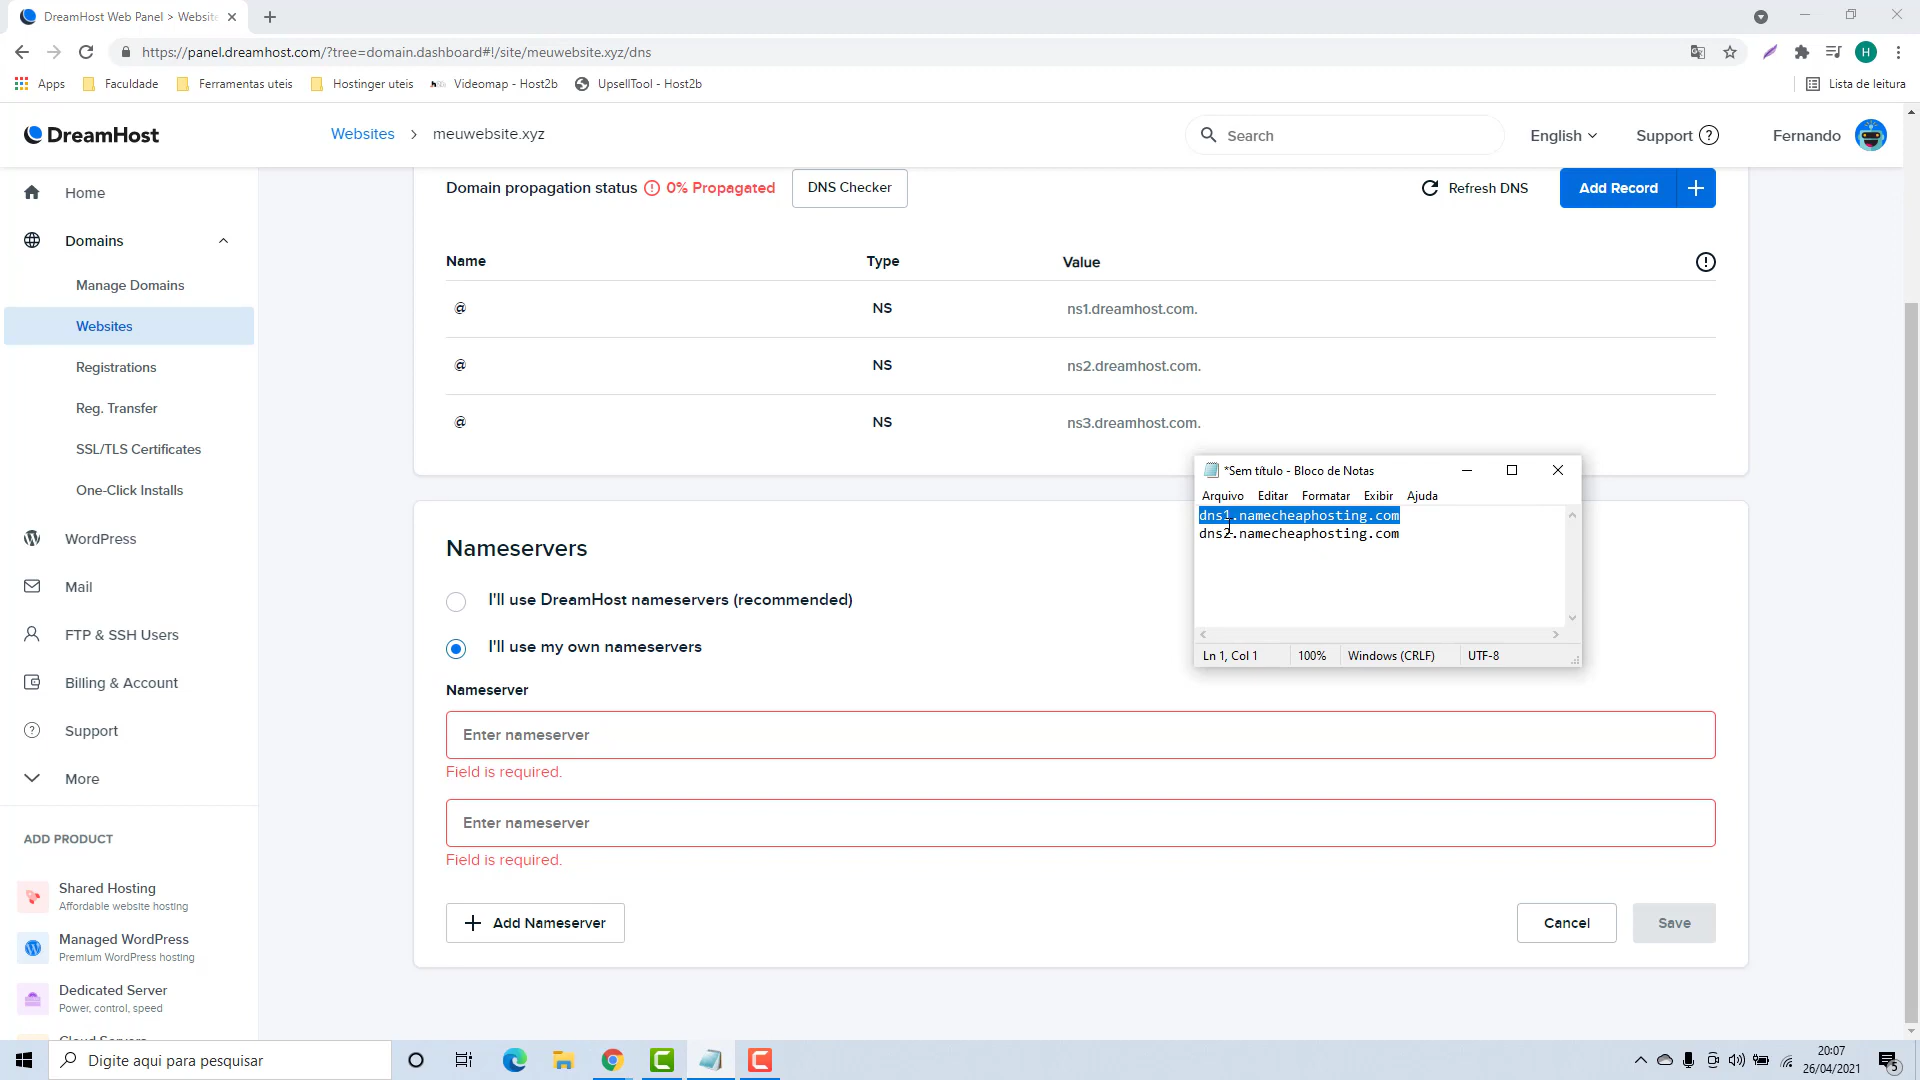 DreamHost Web Panel > Website
https://panel.dreamhost.com/?tree=domain.dashboard#!/site/meuwebsite.xyz/dns
H
Apps
Faculdade
Ferramentas uteis
Hostinger uteis
Videomap - Host2b
UpsellTool - Host2b
Lista de leitura
DreamHost
Websites > meuwebsite.xyz
Search
English
Support
Fernando
Home
Domains
Manage Domains
Websites
Registrations
Reg. Transfer
SSL/TLS Certificates
One-Click Installs
WordPress
Mail
FTP & SSH Users
Billing & Account
Support
More
ADD PRODUCT
Shared Hosting
Affordable website hosting
Managed WordPress
Premium WordPress hosting
Dedicated Server
Power, control, speed
Domain propagation status 0% Propagated
DNS Checker
Refresh DNS
Add Record
Name Type Value
@ NS ns1.dreamhost.com.
@ NS ns2.dreamhost.com.
@ NS ns3.dreamhost.com.
Nameservers
I'll use DreamHost nameservers (recommended)
I'll use my own nameservers
Nameserver
Enter nameserver
Field is required.
Enter nameserver
Field is required.
Add Nameserver
Cancel
Save
*Sem título - Bloco de Notas
Arquivo Editar Formatar Exibir Ajuda
dns1.namecheaphosting.com
dns2.namecheaphosting.com
Ln 1, Col 1 100% Windows (CRLF) UTF-8
Digite aqui para pesquisar
20:07
26/04/2021
5